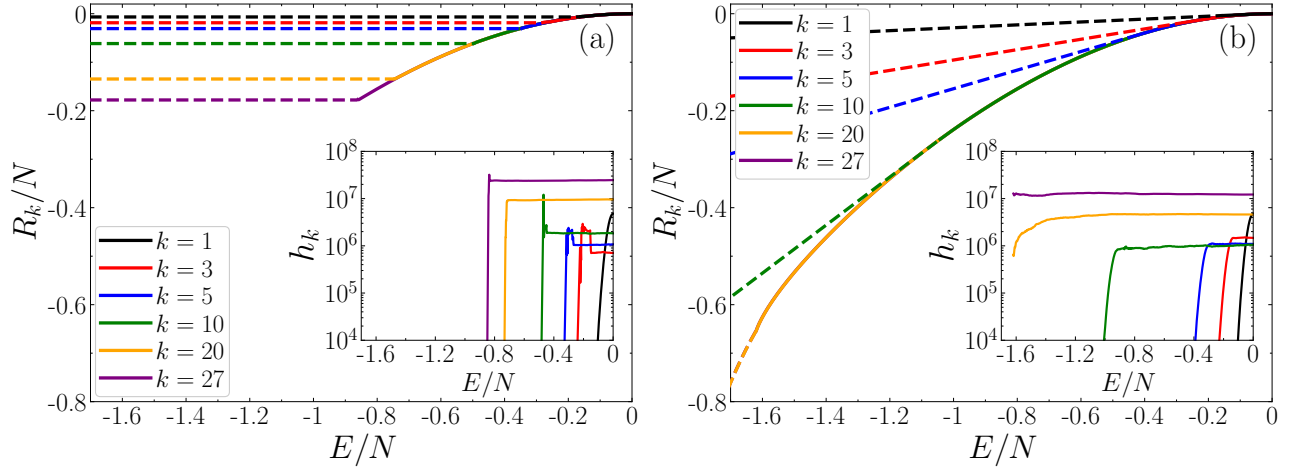 (a)
0
-0.2
-0.4
-0.6
-0.8
R_k/N
-1.6 -1.4 -1.2 -1 -0.8 -0.6 -0.4 -0.2 0
E/N
k = 1
k = 3
k = 5
k = 10
k = 20
k = 27
10^8
10^7
10^6
10^5
10^4
h_k
-1.6 -1.2 -0.8 -0.4 0
E/N
(b)
0
-0.2
-0.4
-0.6
-0.8
R_k/N
-1.6 -1.4 -1.2 -1 -0.8 -0.6 -0.4 -0.2 0
E/N
k = 1
k = 3
k = 5
k = 10
k = 20
k = 27
10^8
10^7
10^6
10^5
10^4
h_k
-1.6 -1.2 -0.8 -0.4 0
E/N